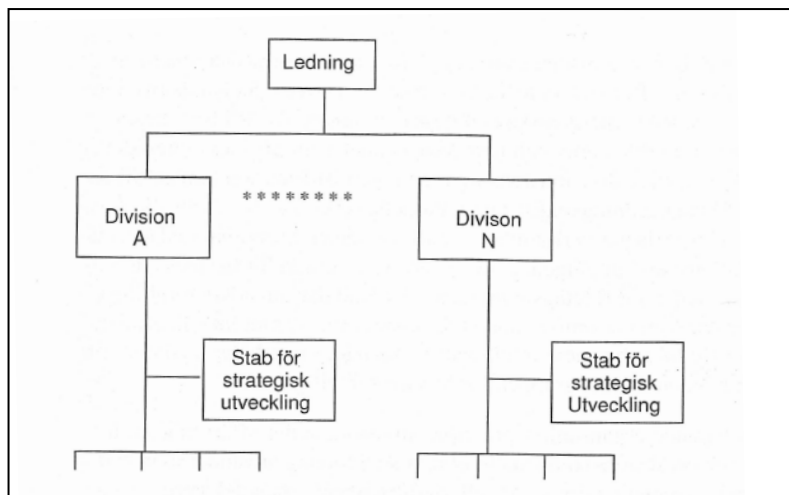 Ledning
Division
A
********
Divison
N
Stab för
strategisk
utveckling
Stab för
strategisk
Utveckling